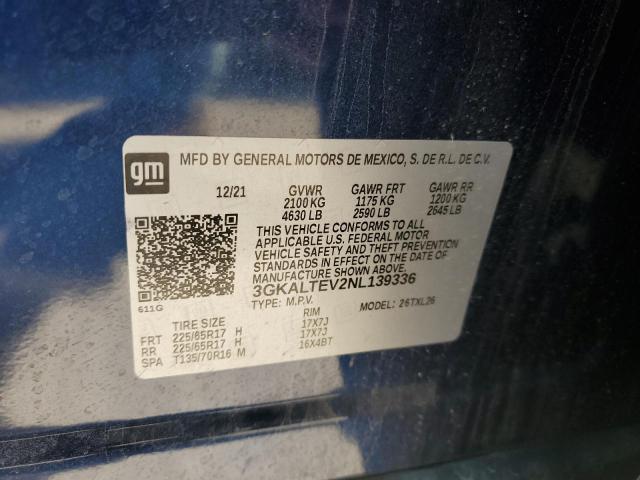 gm
MFD BY GENERAL MOTORS DE MEXICO, S. DE R.L. DE C.V.
12/21 GVWR GAWR FRT GAWR RR
2100 KG 1175 KG 1200 KG
4630 LB 2590 LB 2645 LB
THIS VEHICLE CONFORMS TO ALL
APPLICABLE U.S. FEDERAL MOTOR
VEHICLE SAFETY AND THEFT PREVENTION
STANDARDS IN EFFECT ON THE DATE OF
MANUFACTURE SHOWN ABOVE.
3GKALTEV2NL139336
611G
TYPE: M.P.V. MODEL: 26TXL26
TIRE SIZE RIM
FRT 225/65R17 H 17X7J
RR 225/65R17 H 17X7J
SPA T135/70R16 M 16X4BT